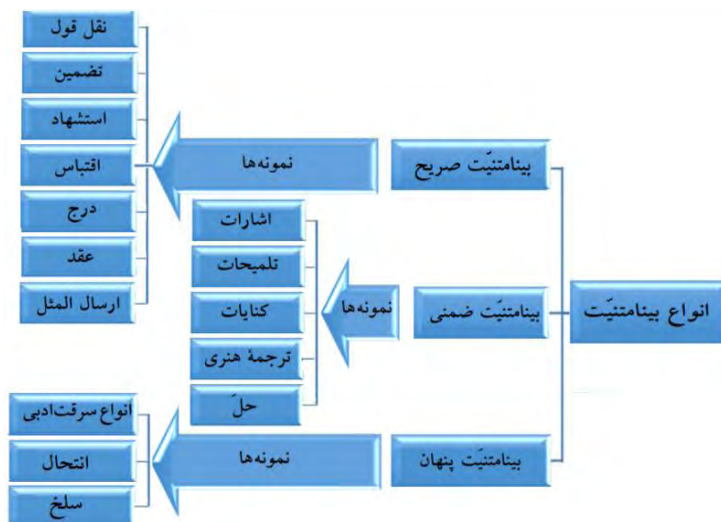 انواع بینامتنیّت
بینامتنیّت صریح
نمونه‌ها
نقل قول
تضمین
استشهاد
اقتباس
درج
عقد
ارسال المثل
بینامتنیّت ضمنی
نمونه‌ها
اشارات
تلمیحات
کنایات
ترجمهٔ هنری
حلّ
بینامتنیّت پنهان
نمونه‌ها
انواع سرقت‌ادبی
انتحال
سلخ